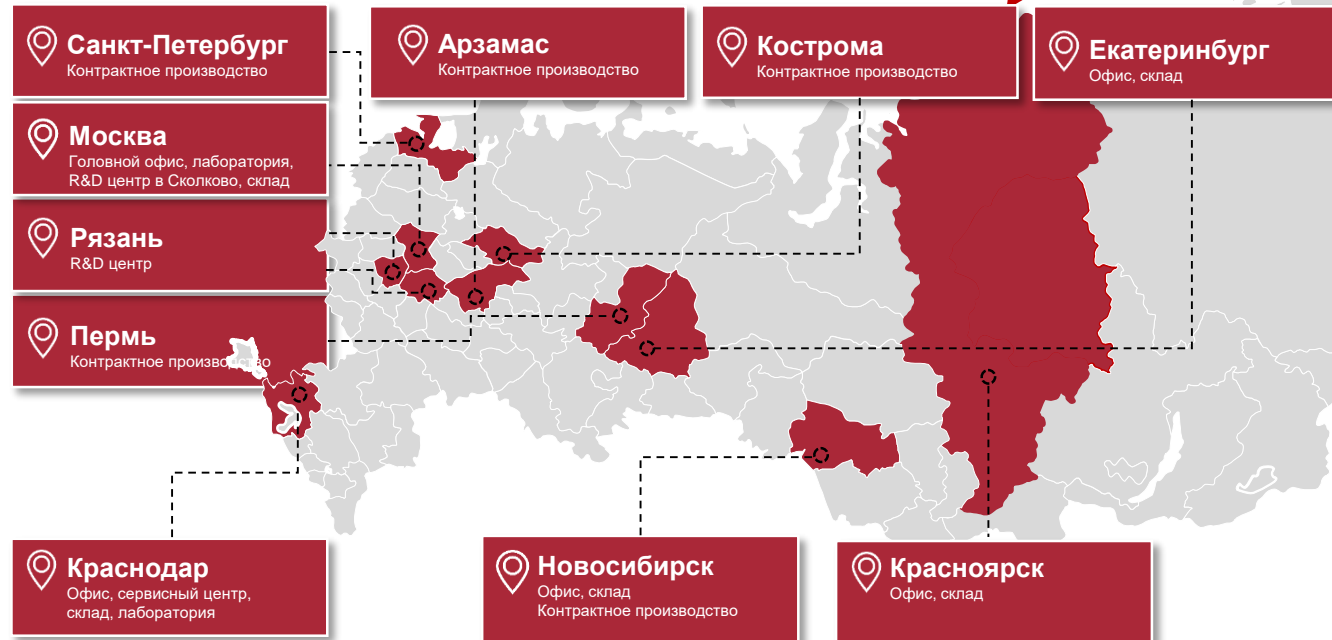 Санкт-Петербург
Контрактное производство
Арзамас
Контрактное производство
Кострома
Контрактное производство
Екатеринбург
Офис, склад
Москва
Головной офис, лаборатория,
R&D центр в Сколково, склад
Рязань
R&D центр
Пермь
Контрактное производство
Краснодар
Офис, сервисный центр,
склад, лаборатория
Новосибирск
Офис, склад
Контрактное производство
Красноярск
Офис, склад